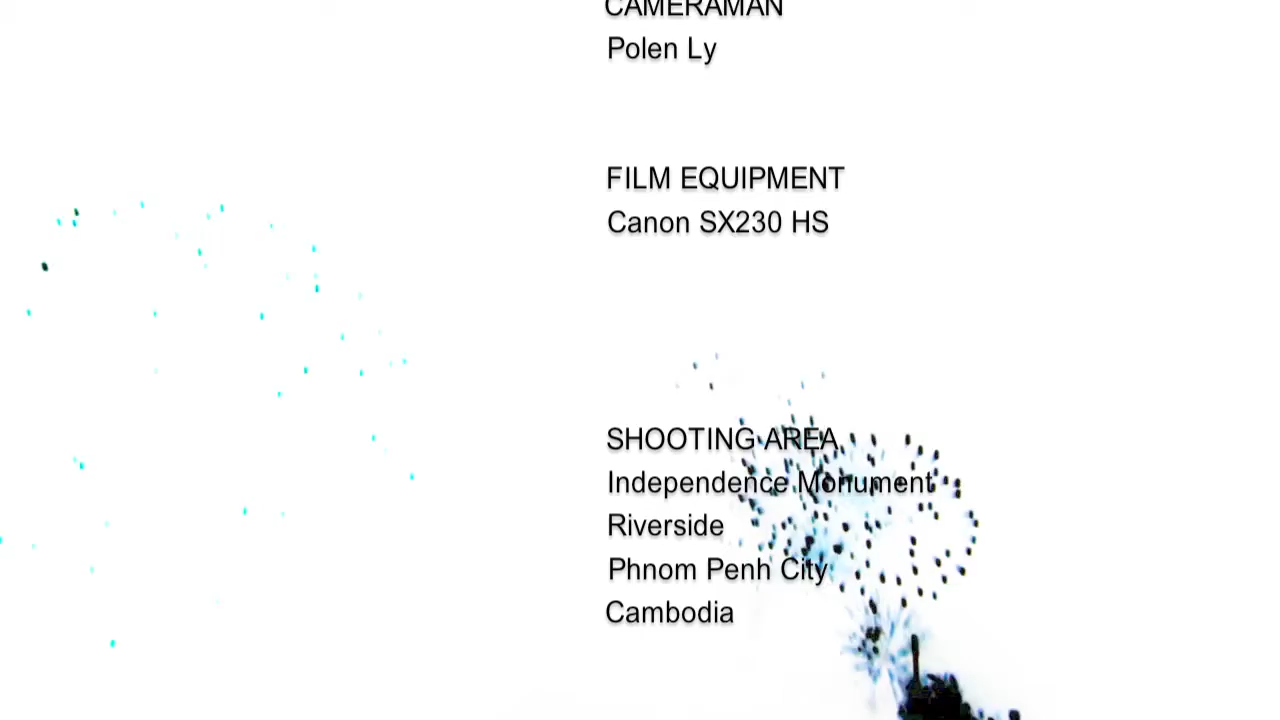 CAMERAMAN
Polen Ly
FILM EQUIPMENT
Canon SX230 HS
SHOOTING AREA
Independence Monument
Riverside
Phnom Penh City
Cambodia